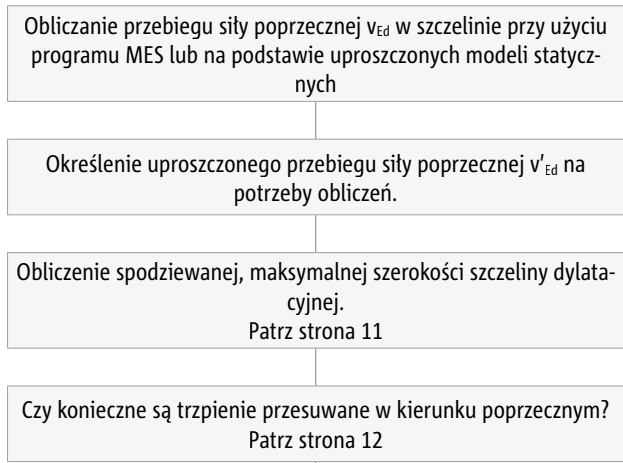 Obliczanie przebiegu siły poprzecznej vEd w szczelinie przy użyciu
programu MES lub na podstawie uproszczonych modeli statycz-
nych
Określenie uproszczonego przebiegu siły poprzecznej v'Ed na
potrzeby obliczeń.
Obliczenie spodziewanej, maksymalnej szerokości szczeliny dylata-
cyjnej.
Patrz strona 11
Czy konieczne są trzpienie przesuwane w kierunku poprzecznym?
Patrz strona 12